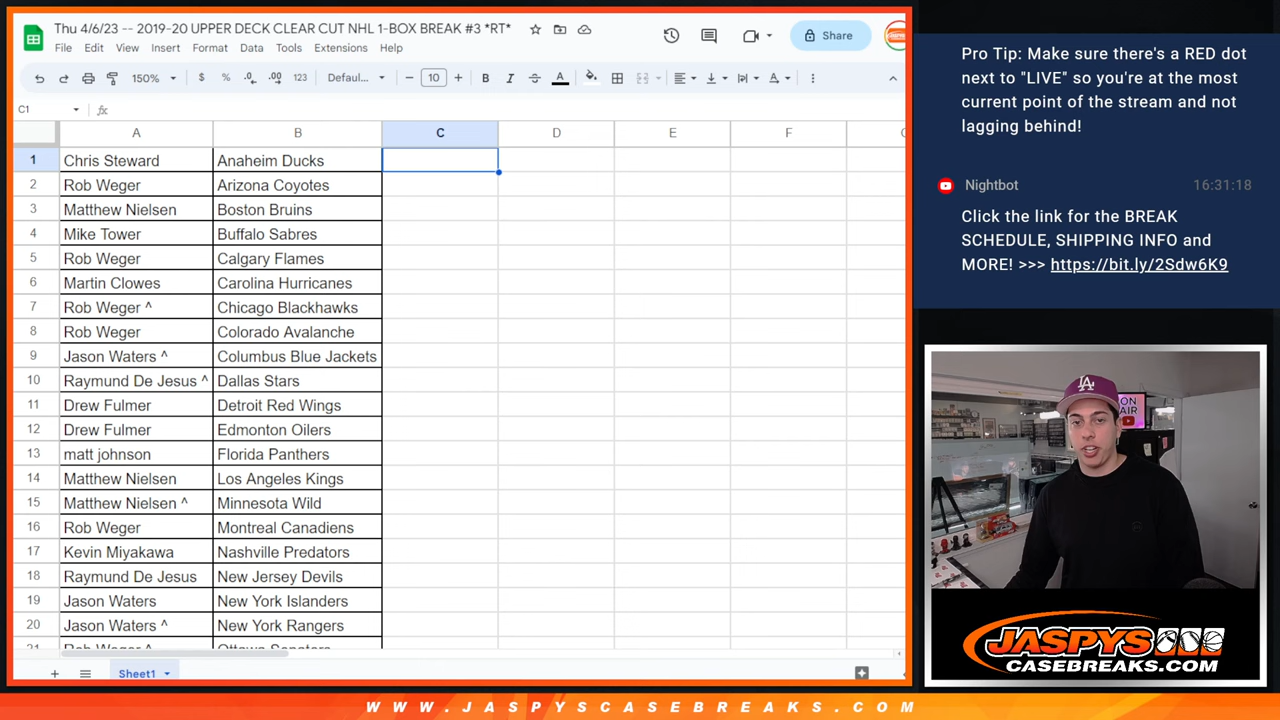 Thu 4/6/23 -- 2019-20 UPPER DECK CLEAR CUT NHL 1-BOX BREAK #3 *RT*
Share
File Edit View Insert Format Data Tools Extensions Help
150% $ % .0 .00 123 Defaul... 10 B I A
C1 fx
A B C D E F
1 Chris Steward Anaheim Ducks
2 Rob Weger Arizona Coyotes
3 Matthew Nielsen Boston Bruins
4 Mike Tower Buffalo Sabres
5 Rob Weger Calgary Flames
6 Martin Clowes Carolina Hurricanes
7 Rob Weger ^ Chicago Blackhawks
8 Rob Weger Colorado Avalanche
9 Jason Waters ^ Columbus Blue Jackets
10 Raymund De Jesus ^ Dallas Stars
11 Drew Fulmer Detroit Red Wings
12 Drew Fulmer Edmonton Oilers
13 matt johnson Florida Panthers
14 Matthew Nielsen Los Angeles Kings
15 Matthew Nielsen ^ Minnesota Wild
16 Rob Weger Montreal Canadiens
17 Kevin Miyakawa Nashville Predators
18 Raymund De Jesus New Jersey Devils
19 Jason Waters New York Islanders
20 Jason Waters ^ New York Rangers
21 Rob Weger ^ Ottawa Senators
Sheet1
Pro Tip: Make sure there's a RED dot
next to "LIVE" so you're at the most
current point of the stream and not
lagging behind!
Nightbot 16:31:18
Click the link for the BREAK
SCHEDULE, SHIPPING INFO and
MORE! >>> https://bit.ly/2Sdw6K9
LA
ON
AIR
JASPYS
CASEBREAKS.COM
WWW.JASPYSCASEBREAKS.COM